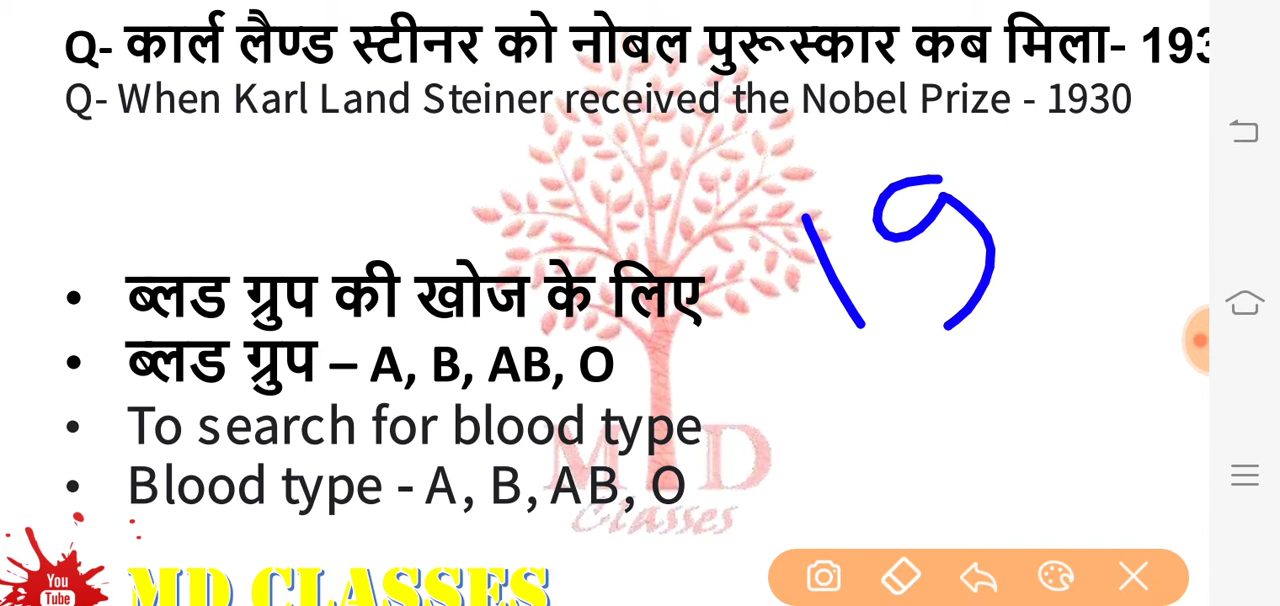 Q- कार्ल लैण्ड स्टीनर को नोबल पुरूस्कार कब मिला- 193
Q- When Karl Land Steiner received the Nobel Prize - 1930
19
• ब्लड ग्रुप की खोज के लिए
• ब्लड ग्रुप – A, B, AB, O
• To search for blood type
• Blood type - A, B, AB, O
MD
Classes
You
Tube
MD CLASSES